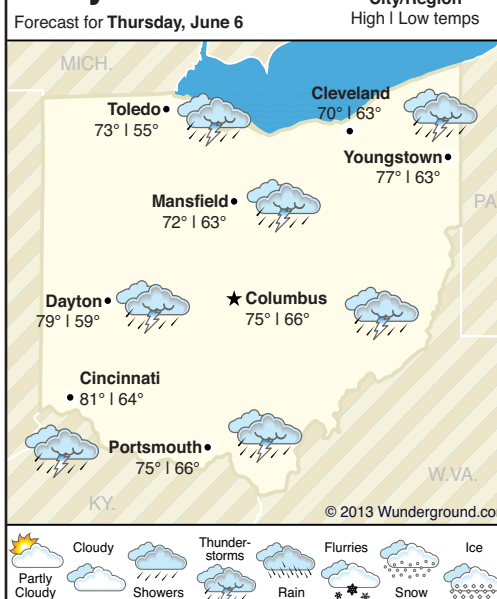 City/Region
Forecast for Thursday, June 6
High | Low temps
MICH.
Toledo
73° | 55°
Cleveland
70° | 63°
Youngstown
77° | 63°
PA
Mansfield
72° | 63°
Dayton
79° | 59°
Columbus
75° | 66°
Cincinnati
81° | 64°
Portsmouth
75° | 66°
W.VA.
KY.
© 2013 Wunderground.co
Partly
Cloudy
Cloudy
Showers
Thunder-
storms
Rain
Flurries
Snow
Ice